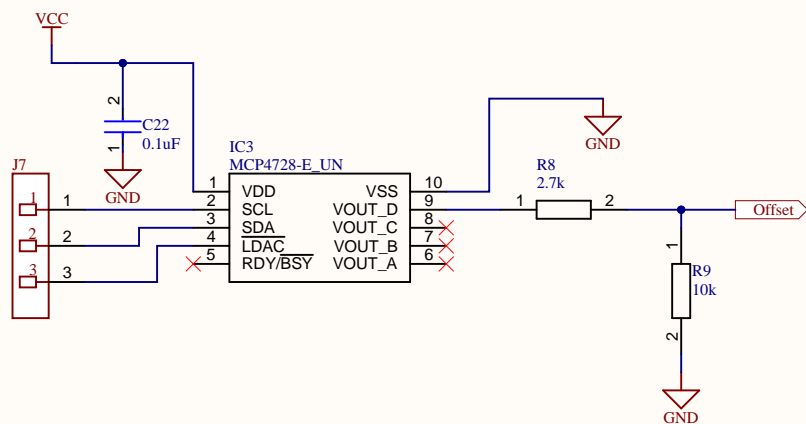 VCC
2
C22
0.1uF
1
GND
J7
1
1
2
2
3
3
IC3
MCP4728-E_UN
1
VDD
2
SCL
3
SDA
4
LDAC
5
RDY/BSY
VSS
10
VOUT_D
9
VOUT_C
8
VOUT_B
7
VOUT_A
6
GND
R8
2.7k
1
2
Offset
1
R9
10k
2
GND